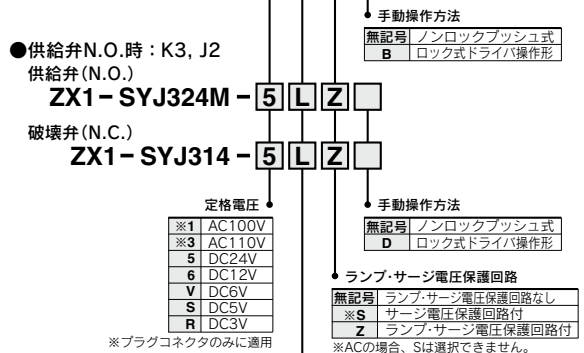 手動操作方法
無記号 ノンロックプッシュ式
B ロック式ドライバ操作形
●供給弁N.O.時：K3, J2
供給弁(N.O.)
ZX1－SYJ324M－5 L Z
破壊弁(N.C.)
ZX1－SYJ314－5 L Z
定格電圧
※1 AC100V
※3 AC110V
5 DC24V
6 DC12V
V DC6V
S DC5V
R DC3V
※プラグコネクタのみに適用
手動操作方法
無記号 ノンロックプッシュ式
D ロック式ドライバ操作形
ランプ･サージ電圧保護回路
無記号 ランプ･サージ電圧保護回路なし
※S サージ電圧保護回路付
Z ランプ･サージ電圧保護回路付
※ACの場合、Sは選択できません。